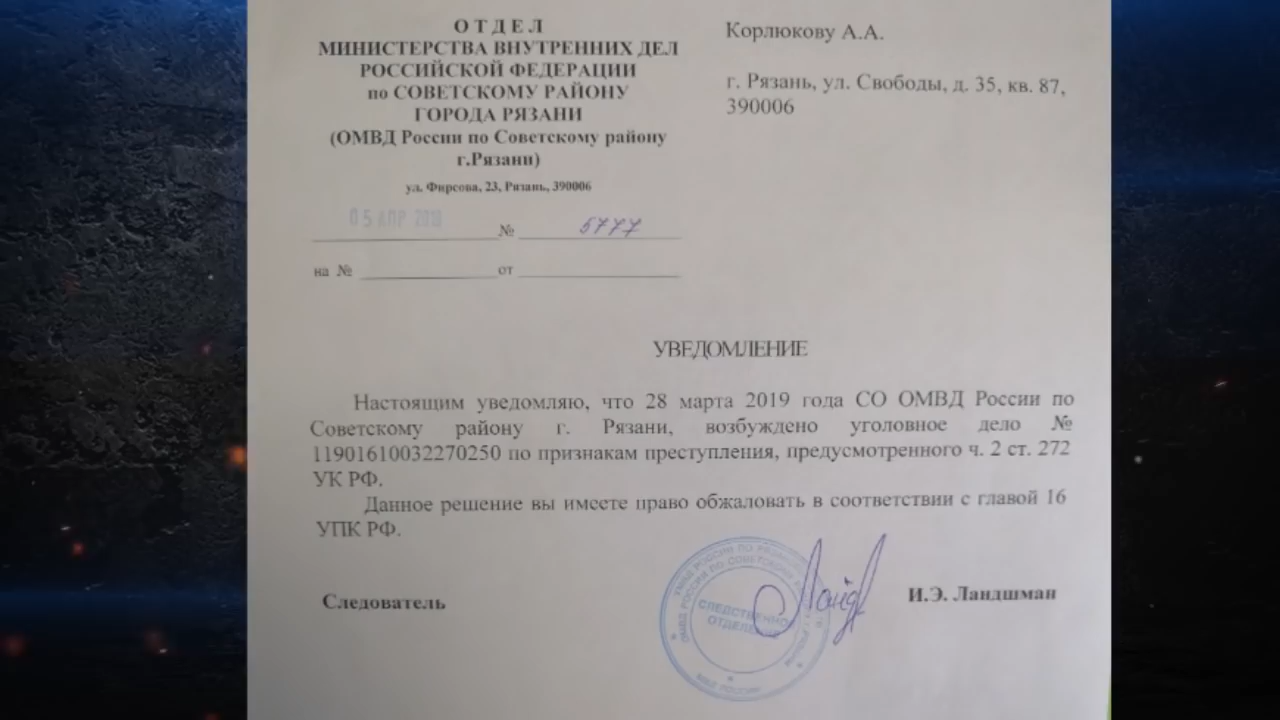 ОТДЕЛ
МИНИСТЕРСТВА ВНУТРЕННИХ ДЕЛ
РОССИЙСКОЙ ФЕДЕРАЦИИ
по СОВЕТСКОМУ РАЙОНУ
ГОРОДА РЯЗАНИ
(ОМВД России по Советскому району
г.Рязани)
ул. Фирсова, 23, Рязань, 390006
05 АПР 2019 № 5777
на № от
Корлюкову А.А.
г. Рязань, ул. Свободы, д. 35, кв. 87,
390006
УВЕДОМЛЕНИЕ
Настоящим уведомляю, что 28 марта 2019 года СО ОМВД России по
Советскому району г. Рязани, возбуждено уголовное дело №
11901610032270250 по признакам преступления, предусмотренного ч. 2 ст. 272
УК РФ.
Данное решение вы имеете право обжаловать в соответствии с главой 16
УПК РФ.
Следователь
СЛЕДСТВЕННОЕ
ОТДЕЛЕНИЕ
И.Э. Ландшман